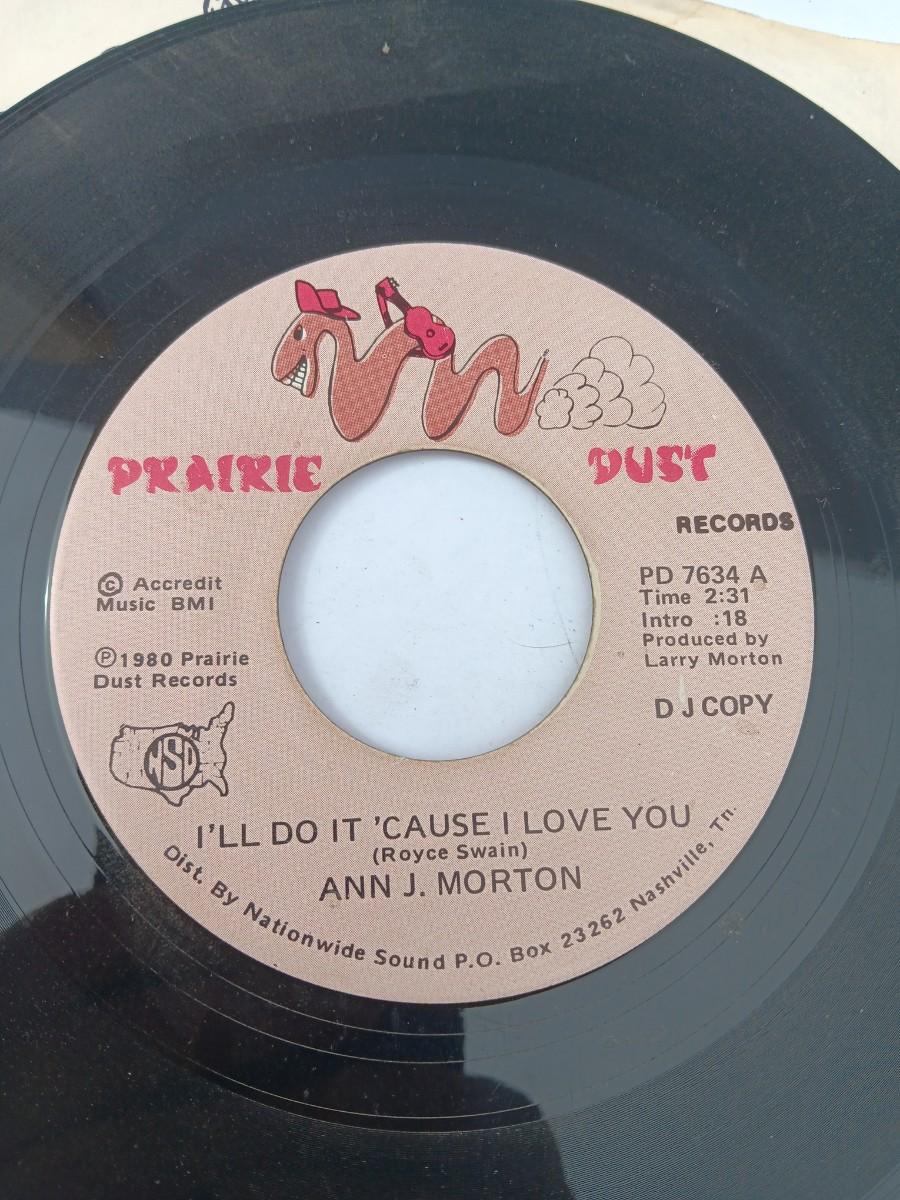 PRAIRIE DUST
RECORDS
© Accredit
Music BMI
℗ 1980 Prairie
Dust Records
PD 7634 A
Time 2:31
Intro :18
Produced by
Larry Morton
D J COPY
NSD
I'LL DO IT 'CAUSE I LOVE YOU
(Royce Swain)
ANN J. MORTON
Dist. By Nationwide Sound P.O. Box 23262 Nashville, Tn.